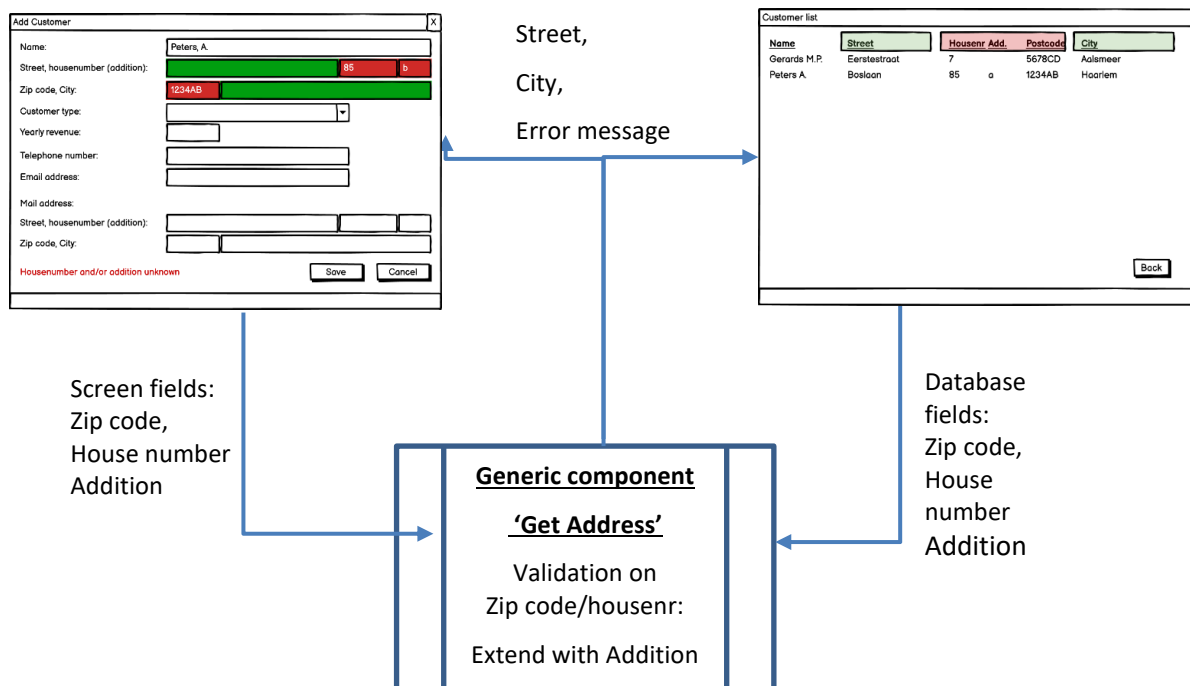 Add Customer X
Name: Peters, A.
Street, housenumber (addition): 85 b
Zip code, City: 1234AB
Customer type:
Yearly revenue:
Telephone number:
Email address:
Mail address:
Street, housenumber (addition):
Zip code, City:
Housenumber and/or addition unknown Save Cancel
Street,
City,
Error message
Customer list
Name Street Housenr Add. Postcode City
Gerards M.P. Eerstestraat 7 5678CD Aalsmeer
Peters A. Boslaan 85 a 1234AB Haarlem
Back
Screen fields:
Zip code,
House number
Addition
Database
fields:
Zip code,
House
number
Addition
Generic component
‘Get Address’
Validation on
Zip code/housenr:
Extend with Addition